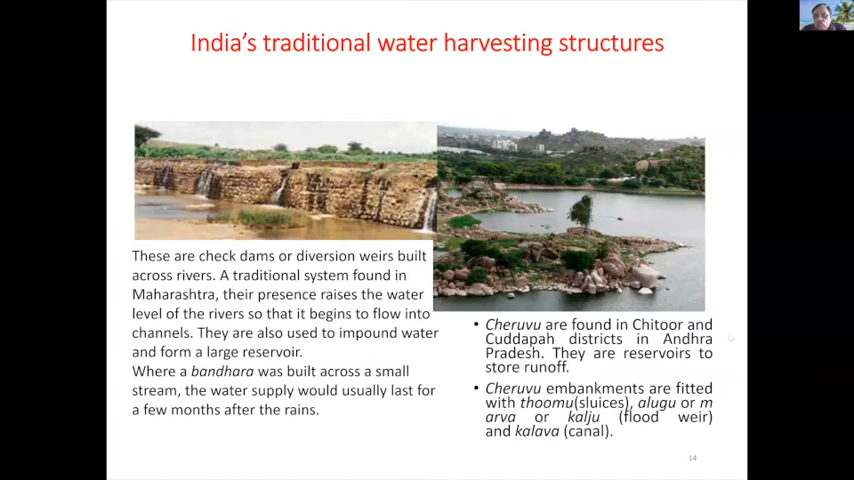 India's traditional water harvesting structures
These are check dams or diversion weirs built
across rivers. A traditional system found in
Maharashtra, their presence raises the water
level of the rivers so that it begins to flow into
channels. They are also used to impound water
and form a large reservoir.
Where a bandhara was built across a small
stream, the water supply would usually last for
a few months after the rains.
• Cheruvu are found in Chitoor and
Cuddapah districts in Andhra
Pradesh. They are reservoirs to
store runoff.
• Cheruvu embankments are fitted
with thoomu(sluices), alugu or m
arva or kalju (flood weir)
and kalava (canal).
14